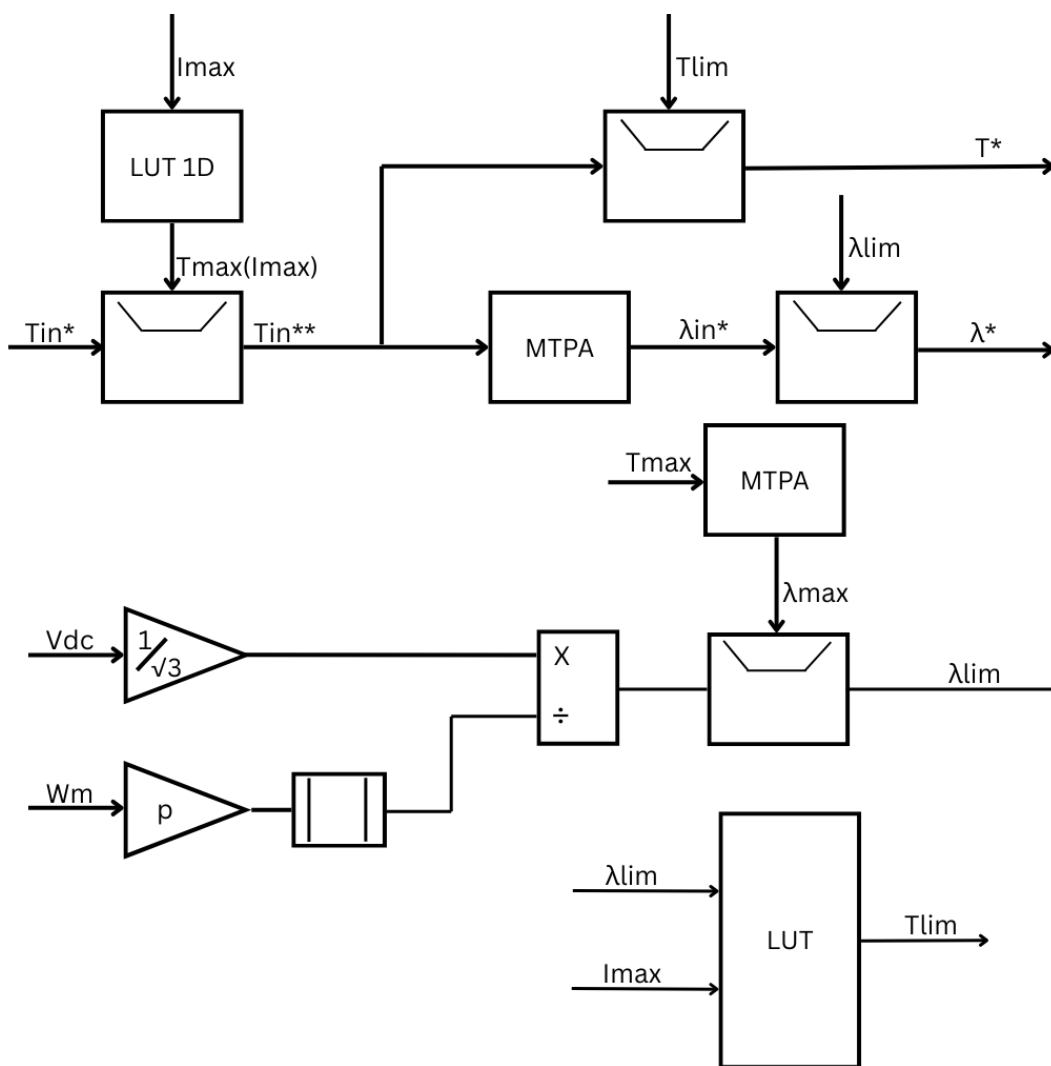 Imax
Tlim
LUT 1D
T*
Tmax(Imax)
λlim
Tin*
Tin**
MTPA
λin*
λ*
Tmax
MTPA
λmax
Vdc
1
/
√3
X
÷
λlim
Wm
p
λlim
LUT
Tlim
Imax